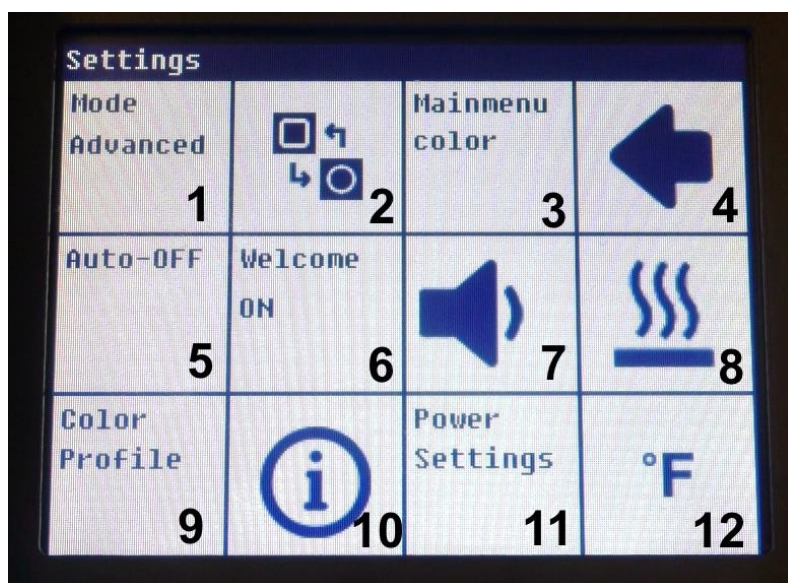 Settings
Mode
Advanced
1
2
Mainmenu
color
3
4
Auto-OFF
5
Welcome
ON
6
7
8
Color
Profile
9
i
10
Power
Settings
11
°F
12